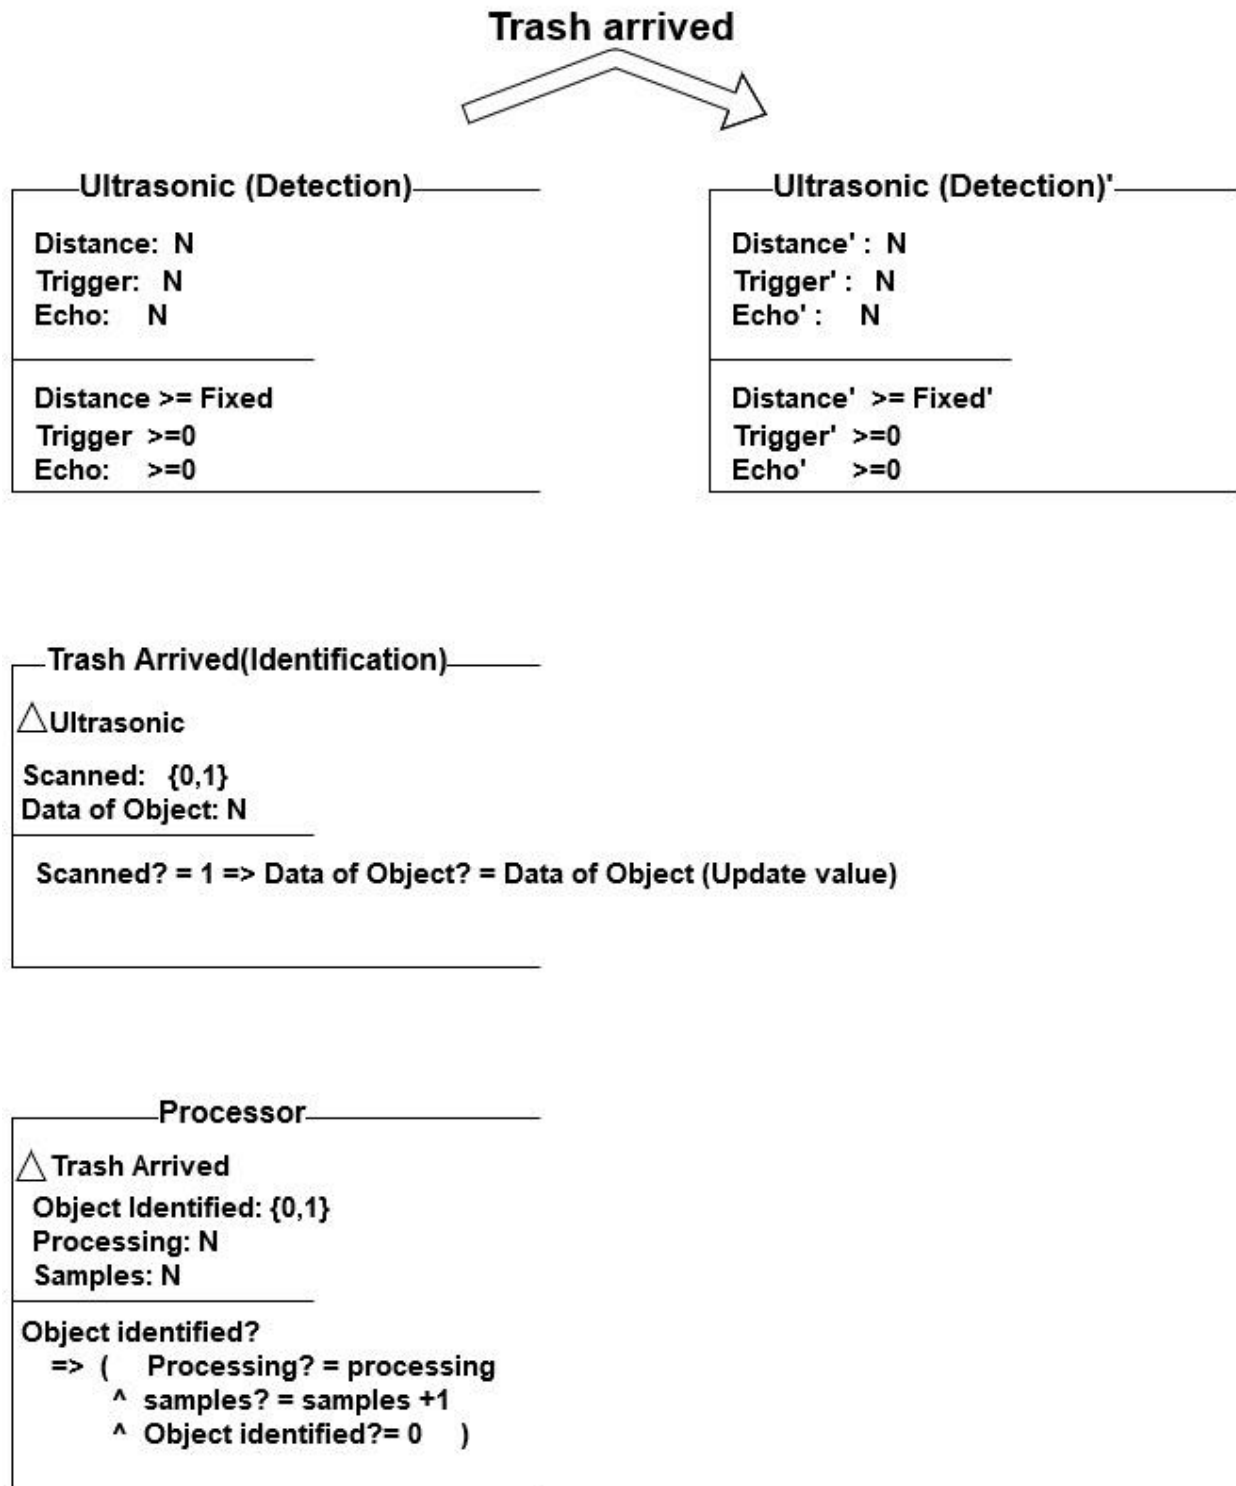 Trash arrived
Ultrasonic (Detection)
Distance: N
Trigger: N
Echo: N
Distance >= Fixed
Trigger >=0
Echo: >=0
Ultrasonic (Detection)'
Distance' : N
Trigger' : N
Echo' : N
Distance' >= Fixed'
Trigger' >=0
Echo' >=0
Trash Arrived(Identification)
△Ultrasonic
Scanned: {0,1}
Data of Object: N
Scanned? = 1 => Data of Object? = Data of Object (Update value)
Processor
△ Trash Arrived
Object Identified: {0,1}
Processing: N
Samples: N
Object identified?
=> ( Processing? = processing
^ samples? = samples +1
^ Object identified?= 0 )